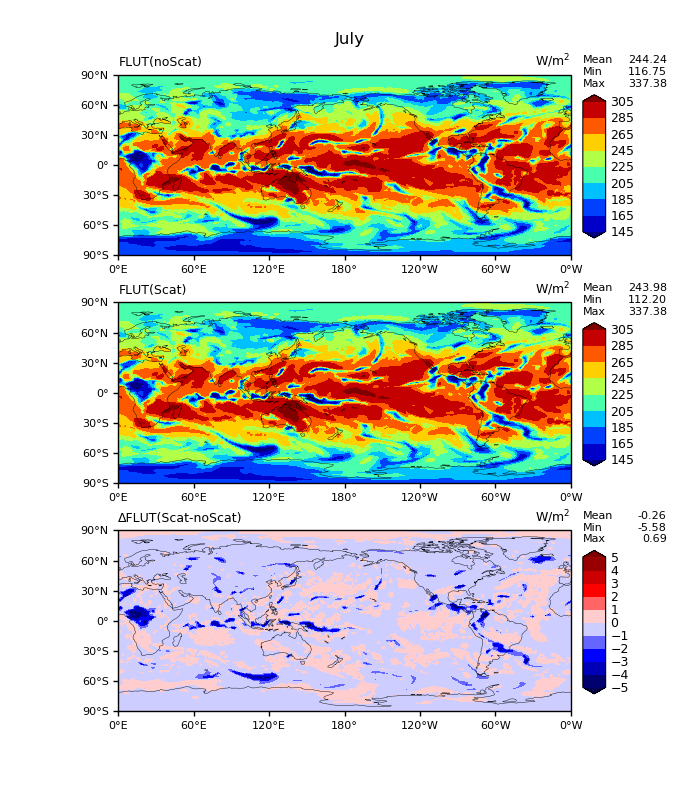 July
FLUT(noScat) W/m²
Mean 244.24
Min 116.75
Max 337.38
90°N
60°N
30°N
0°
30°S
60°S
90°S
0°E 60°E 120°E 180° 120°W 60°W 0°W
305
285
265
245
225
205
185
165
145
FLUT(Scat) W/m²
Mean 243.98
Min 112.20
Max 337.38
90°N
60°N
30°N
0°
30°S
60°S
90°S
0°E 60°E 120°E 180° 120°W 60°W 0°W
305
285
265
245
225
205
185
165
145
ΔFLUT(Scat-noScat) W/m²
Mean -0.26
Min -5.58
Max 0.69
90°N
60°N
30°N
0°
30°S
60°S
90°S
0°E 60°E 120°E 180° 120°W 60°W 0°W
5
4
3
2
1
0
−1
−2
−3
−4
−5